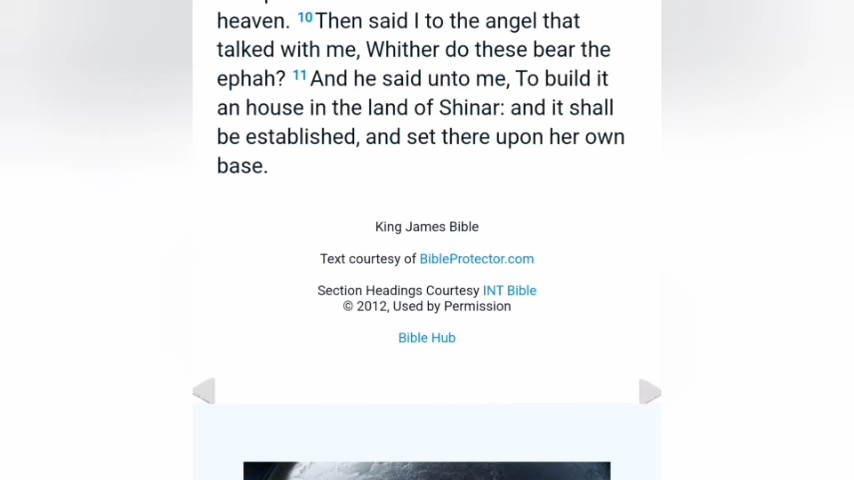 heaven. 10 Then said I to the angel that
talked with me, Whither do these bear the
ephah? 11 And he said unto me, To build it
an house in the land of Shinar: and it shall
be established, and set there upon her own
base.
King James Bible
Text courtesy of BibleProtector.com
Section Headings Courtesy INT Bible
© 2012, Used by Permission
Bible Hub